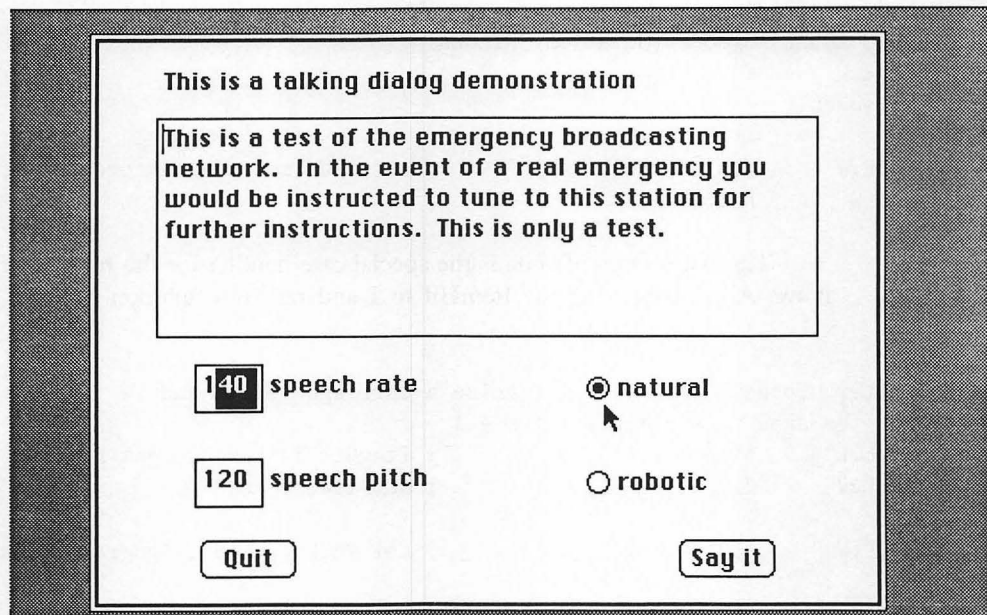 This is a talking dialog demonstration
This is a test of the emergency broadcasting
network.  In the event of a real emergency you
would be instructed to tune to this station for
further instructions.  This is only a test.
140 speech rate
natural
120 speech pitch
robotic
Quit
Say it